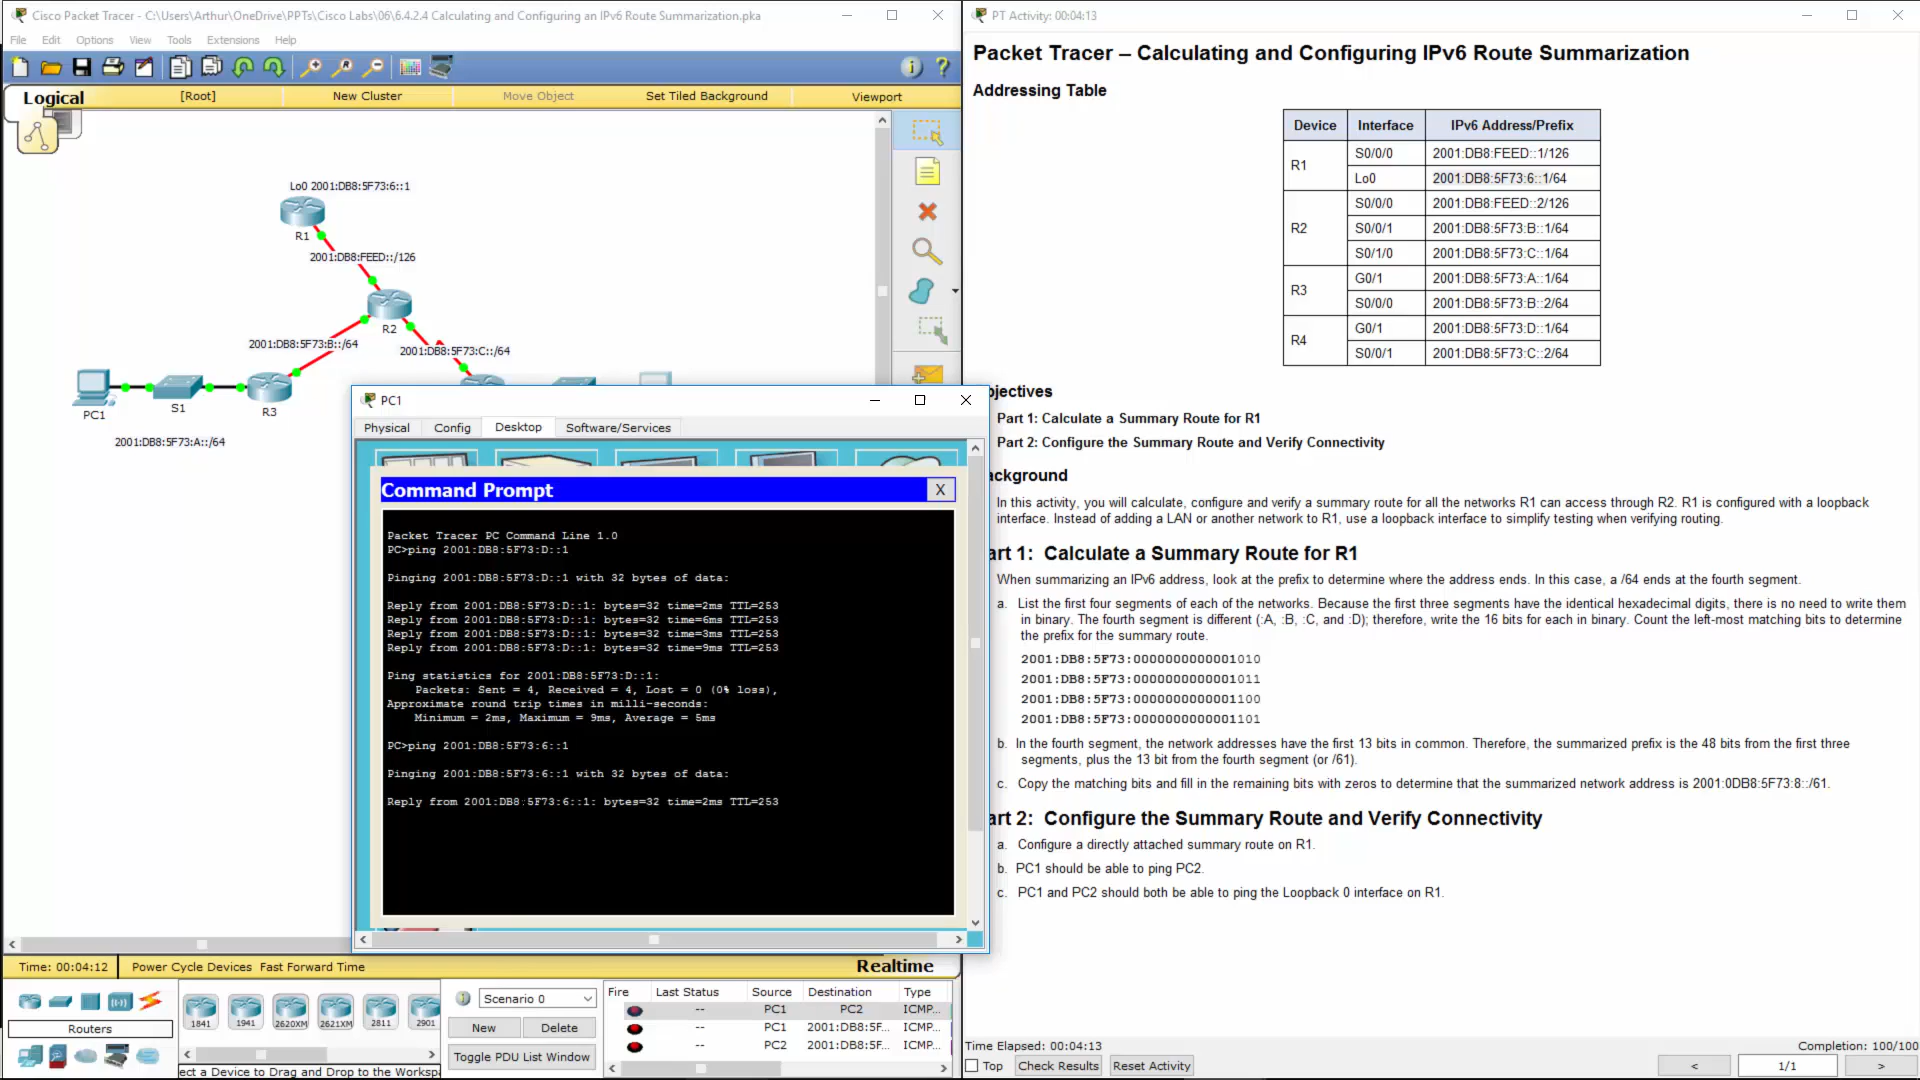 Cisco Packet Tracer - C:\Users\Arthur\OneDrive\PPTs\Cisco Labs\06\6.4.2.4 Calculating and Configuring an IPv6 Route Summarization.pka
File Edit Options View Tools Extensions Help
Logical [Root] New Cluster Move Object Set Tiled Background Viewport
Lo0 2001:DB8:5F73:6::1
R1
2001:DB8:FEED::/126
R2
2001:DB8:5F73:B::/64
2001:DB8:5F73:C::/64
PC1 S1 R3
2001:DB8:5F73:A::/64
PC1
Physical Config Desktop Software/Services
Command Prompt X
Packet Tracer PC Command Line 1.0
PC>ping 2001:DB8:5F73:D::1
Pinging 2001:DB8:5F73:D::1 with 32 bytes of data:
Reply from 2001:DB8:5F73:D::1: bytes=32 time=2ms TTL=253
Reply from 2001:DB8:5F73:D::1: bytes=32 time=6ms TTL=253
Reply from 2001:DB8:5F73:D::1: bytes=32 time=3ms TTL=253
Reply from 2001:DB8:5F73:D::1: bytes=32 time=9ms TTL=253
Ping statistics for 2001:DB8:5F73:D::1:
Packets: Sent = 4, Received = 4, Lost = 0 (0% loss),
Approximate round trip times in milli-seconds:
Minimum = 2ms, Maximum = 9ms, Average = 5ms
PC>ping 2001:DB8:5F73:6::1
Pinging 2001:DB8:5F73:6::1 with 32 bytes of data:
Reply from 2001:DB8:5F73:6::1: bytes=32 time=2ms TTL=253
Time: 00:04:12 Power Cycle Devices Fast Forward Time Realtime
1841 1941 2620XM 2621XM 2811 2901
Routers
ect a Device to Drag and Drop to the Workspa
Scenario 0
New Delete
Toggle PDU List Window
Fire Last Status Source Destination Type
-- PC1 PC2 ICMP...
-- PC1 2001:DB8:5F... ICMP...
-- PC2 2001:DB8:5F... ICMP...
PT Activity: 00:04:13
Packet Tracer – Calculating and Configuring IPv6 Route Summarization
Addressing Table
Device Interface IPv6 Address/Prefix
R1 S0/0/0 2001:DB8:FEED::1/126
Lo0 2001:DB8:5F73:6::1/64
R2 S0/0/0 2001:DB8:FEED::2/126
S0/0/1 2001:DB8:5F73:B::1/64
S0/1/0 2001:DB8:5F73:C::1/64
R3 G0/1 2001:DB8:5F73:A::1/64
S0/0/0 2001:DB8:5F73:B::2/64
R4 G0/1 2001:DB8:5F73:D::1/64
S0/0/1 2001:DB8:5F73:C::2/64
jectives
Part 1: Calculate a Summary Route for R1
Part 2: Configure the Summary Route and Verify Connectivity
ackground
In this activity, you will calculate, configure and verify a summary route for all the networks R1 can access through R2. R1 is configured with a loopback
interface. Instead of adding a LAN or another network to R1, use a loopback interface to simplify testing when verifying routing.
art 1: Calculate a Summary Route for R1
When summarizing an IPv6 address, look at the prefix to determine where the address ends. In this case, a /64 ends at the fourth segment.
a. List the first four segments of each of the networks. Because the first three segments have the identical hexadecimal digits, there is no need to write them
in binary. The fourth segment is different (:A, :B, :C, and :D); therefore, write the 16 bits for each in binary. Count the left-most matching bits to determine
the prefix for the summary route.
2001:DB8:5F73:0000000000001010
2001:DB8:5F73:0000000000001011
2001:DB8:5F73:0000000000001100
2001:DB8:5F73:0000000000001101
b. In the fourth segment, the network addresses have the first 13 bits in common. Therefore, the summarized prefix is the 48 bits from the first three
segments, plus the 13 bit from the fourth segment (or /61).
c. Copy the matching bits and fill in the remaining bits with zeros to determine that the summarized network address is 2001:0DB8:5F73:8::/61.
art 2: Configure the Summary Route and Verify Connectivity
a. Configure a directly attached summary route on R1.
b. PC1 should be able to ping PC2.
c. PC1 and PC2 should both be able to ping the Loopback 0 interface on R1.
Time Elapsed: 00:04:13 Completion: 100/100
Top Check Results Reset Activity < 1/1 >